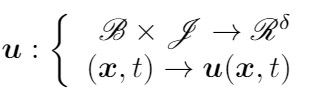 𝒖 : { ℬ × 𝒥 → ℛ^δ
(𝒙, t) → 𝒖(𝒙, t)